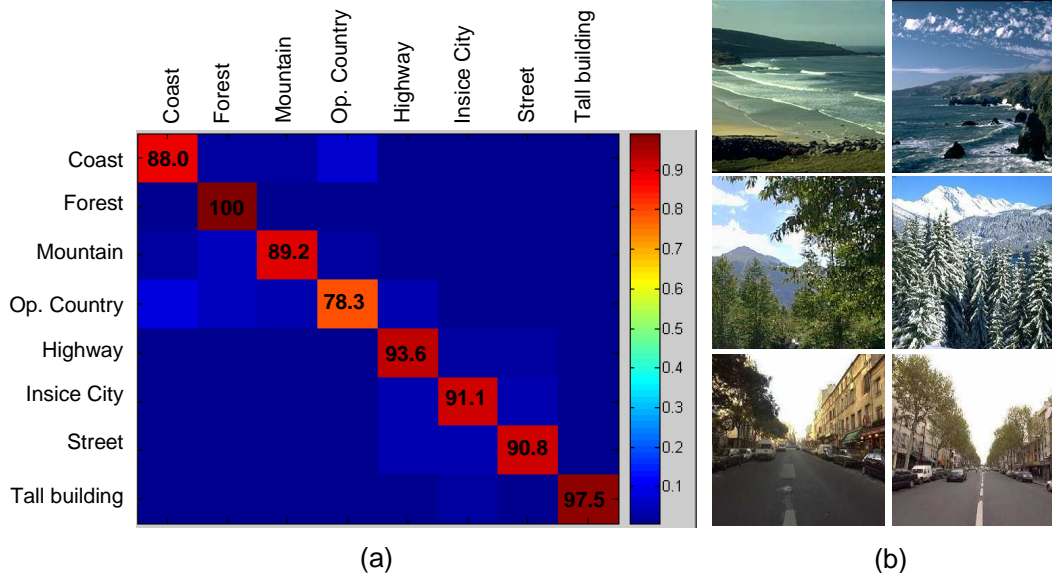 Coast
Forest
Mountain
Op. Country
Highway
Insice City
Street
Tall building
Coast 88.0
Forest 100
Mountain 89.2
Op. Country 78.3
Highway 93.6
Insice City 91.1
Street 90.8
Tall building 97.5
0.9
0.8
0.7
0.6
0.5
0.4
0.3
0.2
0.1
(a)
(b)